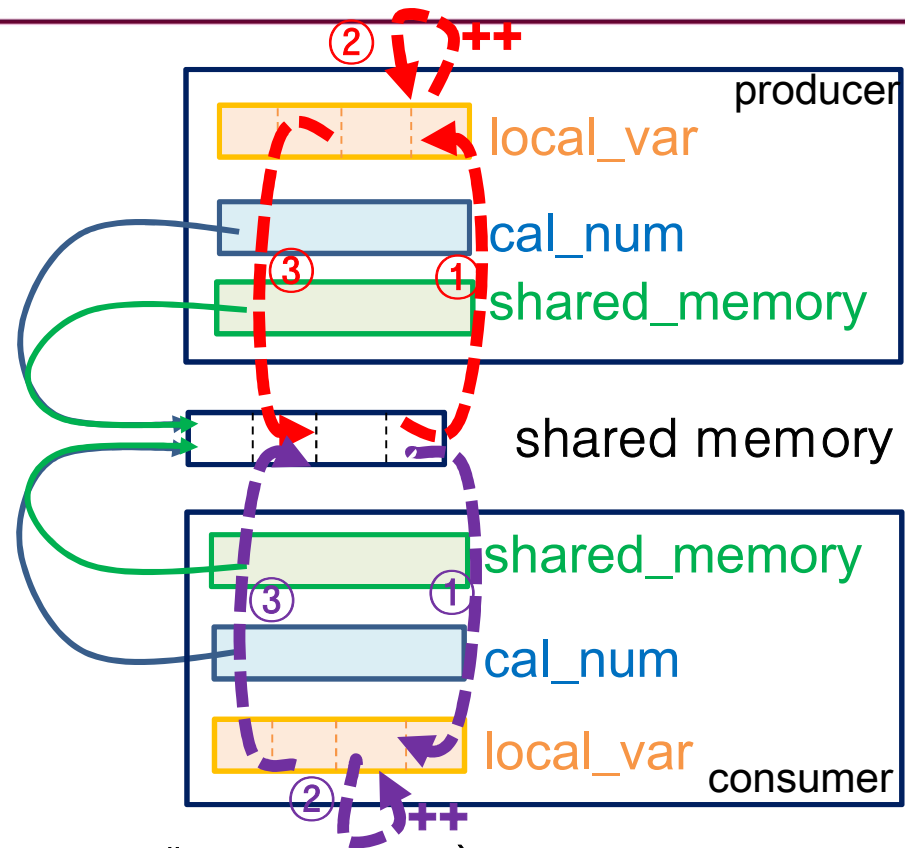 ② ++
producer
local_var
cal_num
③ ①
shared_memory
shared memory
shared_memory
③ ①
cal_num
local_var
consumer
② ++